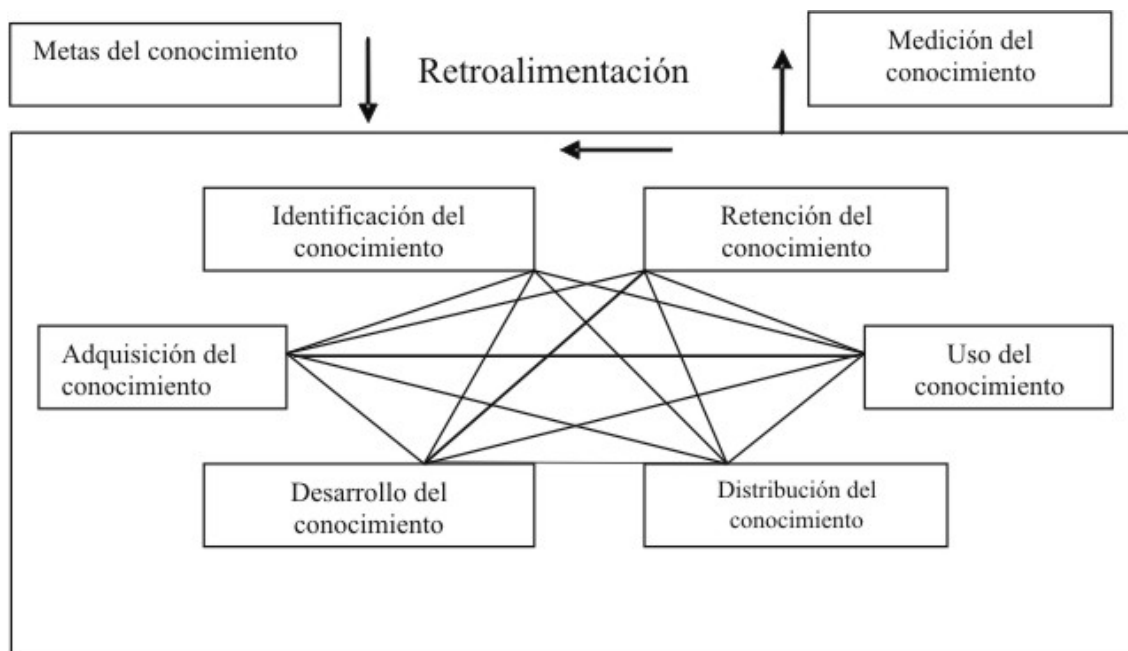 Metas del conocimiento
Retroalimentación
Medición del
conocimiento
Identificación del
conocimiento
Retención del
conocimiento
Adquisición del
conocimiento
Uso del
conocimiento
Desarrollo del
conocimiento
Distribución del
conocimiento